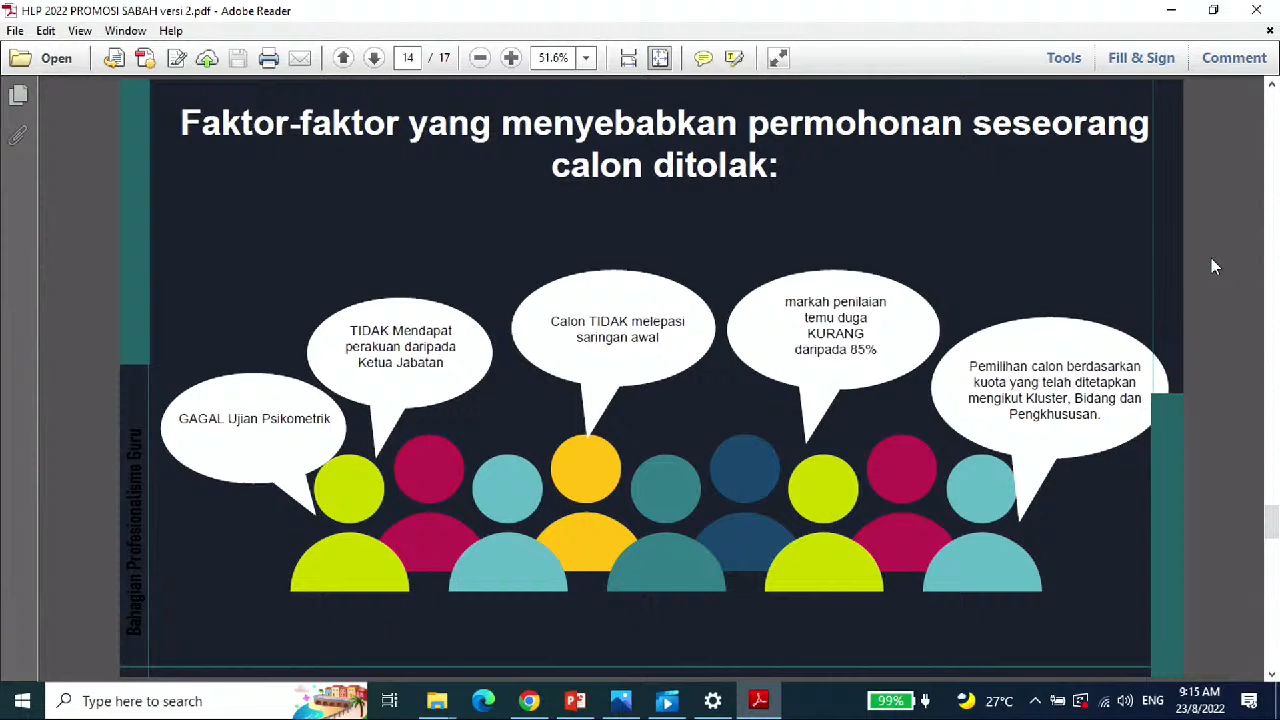 HLP 2022 PROMOSI SABAH versi 2.pdf - Adobe Reader
File Edit View Window Help
Open 14 / 17 51.6% Tools Fill & Sign Comment
Faktor-faktor yang menyebabkan permohonan seseorang
calon ditolak:
GAGAL Ujian Psikometrik
TIDAK Mendapat
perakuan daripada
Ketua Jabatan
Calon TIDAK melepasi
saringan awal
markah penilaian
temu duga
KURANG
daripada 85%
Pemilihan calon berdasarkan
kuota yang telah ditetapkan
mengikut Kluster, Bidang dan
Pengkhususan.
Bahagian Profesionalisme Guru
Type here to search
99%
27°C
ENG
9:15 AM
23/8/2022